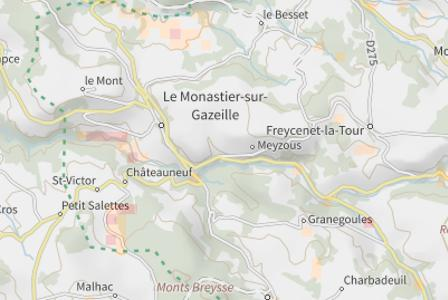 le Besset
D275
Mo
apce
le Mont
Le Monastier-sur-
Gazeille
Freycenet-la-Tour
Meyzous
Châteauneuf
St-Victor
Petit Salettes
Cros
Granegoules
R
Charbadeuil
Malhac
Monts Breysse